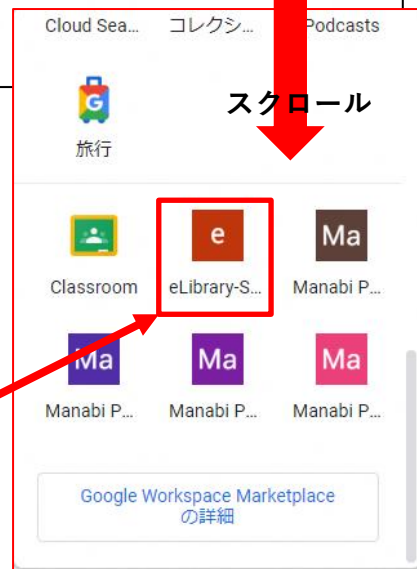 Cloud Sea...
コレクシ...
Podcasts
G
スクロール
旅行
e
Ma
Classroom
eLibrary-S...
Manabi P...
Ma
Ma
Ma
Manabi P...
Manabi P...
Manabi P...
Google Workspace Marketplace
の詳細